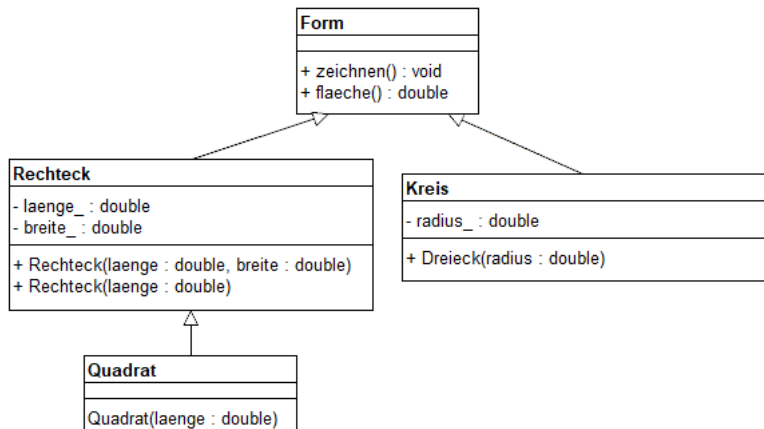 Form
+ zeichnen() : void
+ flaeche() : double
Rechteck
- laenge_ : double
- breite_ : double
+ Rechteck(laenge : double, breite : double)
+ Rechteck(laenge : double)
Kreis
- radius_ : double
+ Dreieck(radius : double)
Quadrat
Quadrat(laenge : double)